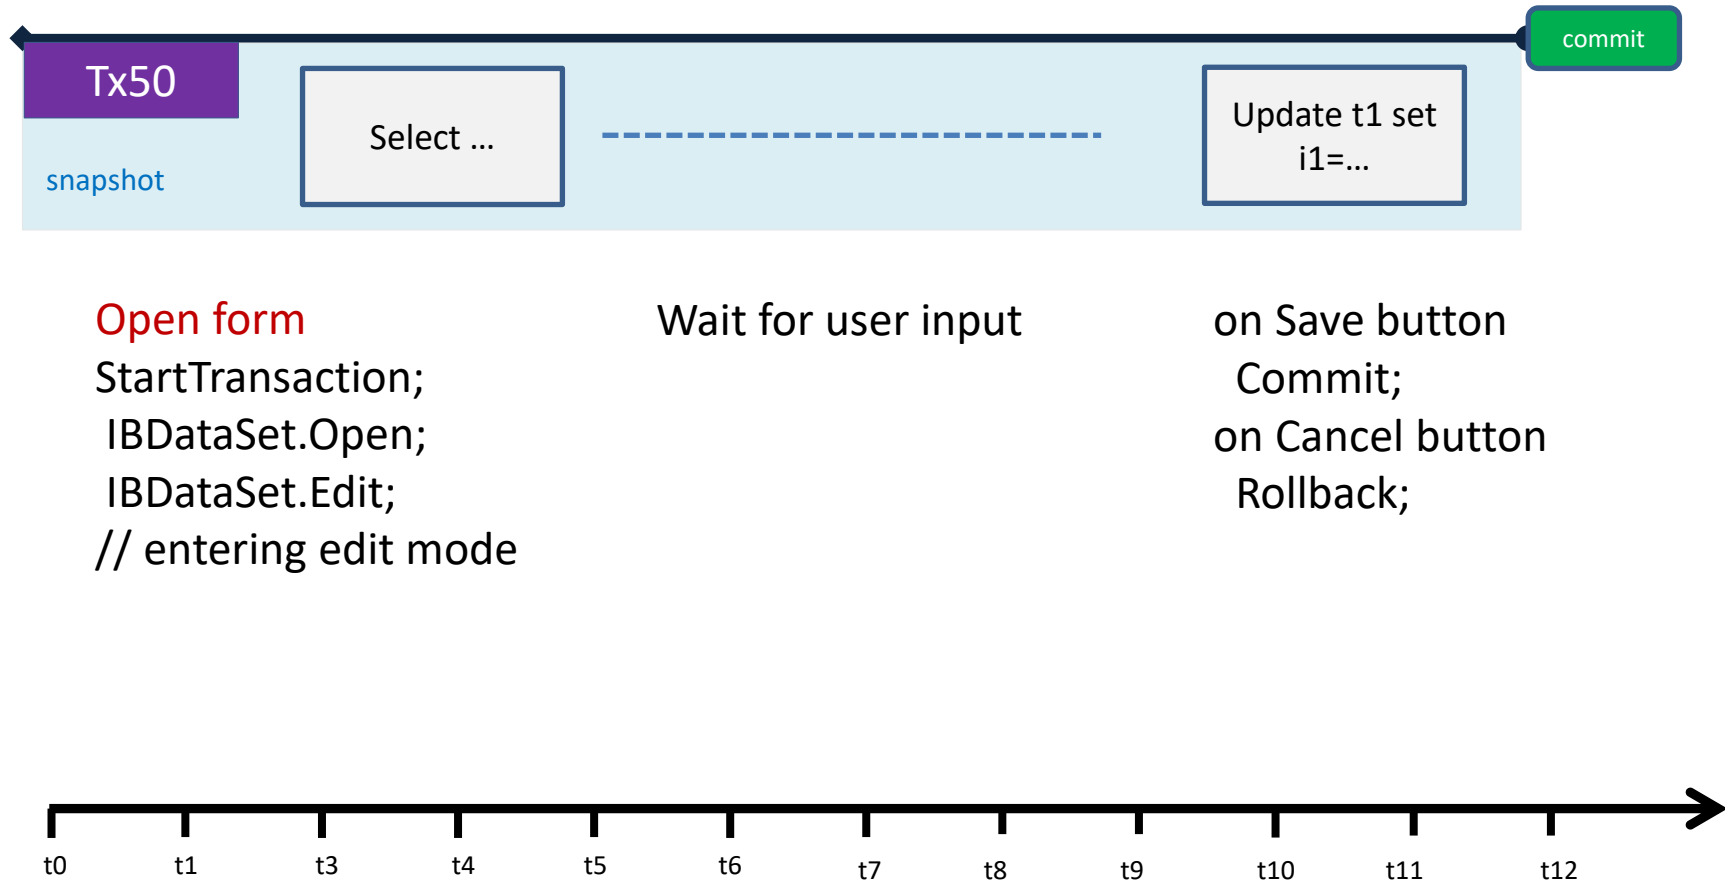 commit
Tx50
snapshot
Select …
Update t1 set
i1=…
Open form
StartTransaction;
IBDataSet.Open;
IBDataSet.Edit;
// entering edit mode
Wait for user input
on Save button
Commit;
on Cancel button
Rollback;
t0 t1 t3 t4 t5 t6 t7 t8 t9 t10 t11 t12